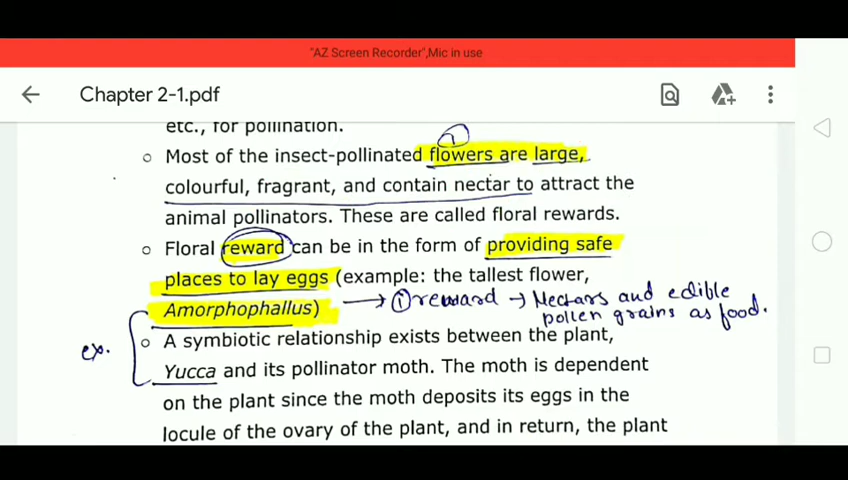 "AZ Screen Recorder",Mic in use
Chapter 2-1.pdf
etc., for pollination.
1
Most of the insect-pollinated flowers are large,
colourful, fragrant, and contain nectar to attract the
animal pollinators. These are called floral rewards.
Floral reward can be in the form of providing safe
places to lay eggs (example: the tallest flower,
Amorphophallus) → ① reward → Nectars and edible
pollen grains as food.
ex.
A symbiotic relationship exists between the plant,
Yucca and its pollinator moth. The moth is dependent
on the plant since the moth deposits its eggs in the
locule of the ovary of the plant, and in return, the plant